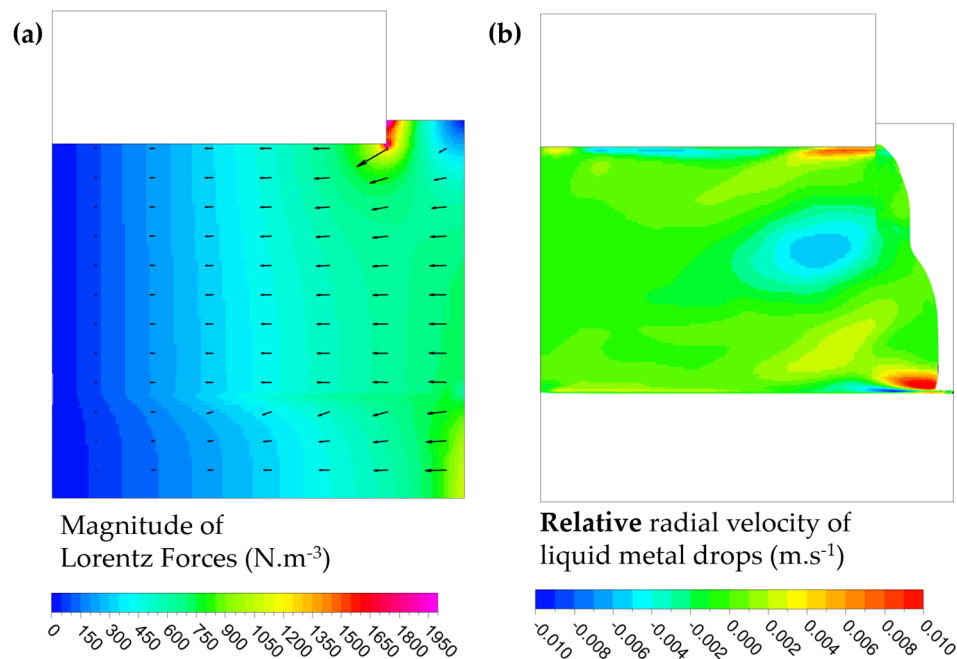 (a)
(b)
Magnitude of
Lorentz Forces (N.m-3)
0 150 300 450 600 750 900 1050 1200 1350 1500 1650 1800 1950
Relative radial velocity of
liquid metal drops (m.s-1)
-0.010 -0.008 -0.006 -0.004 -0.002 0.000 0.002 0.004 0.006 0.008 0.010